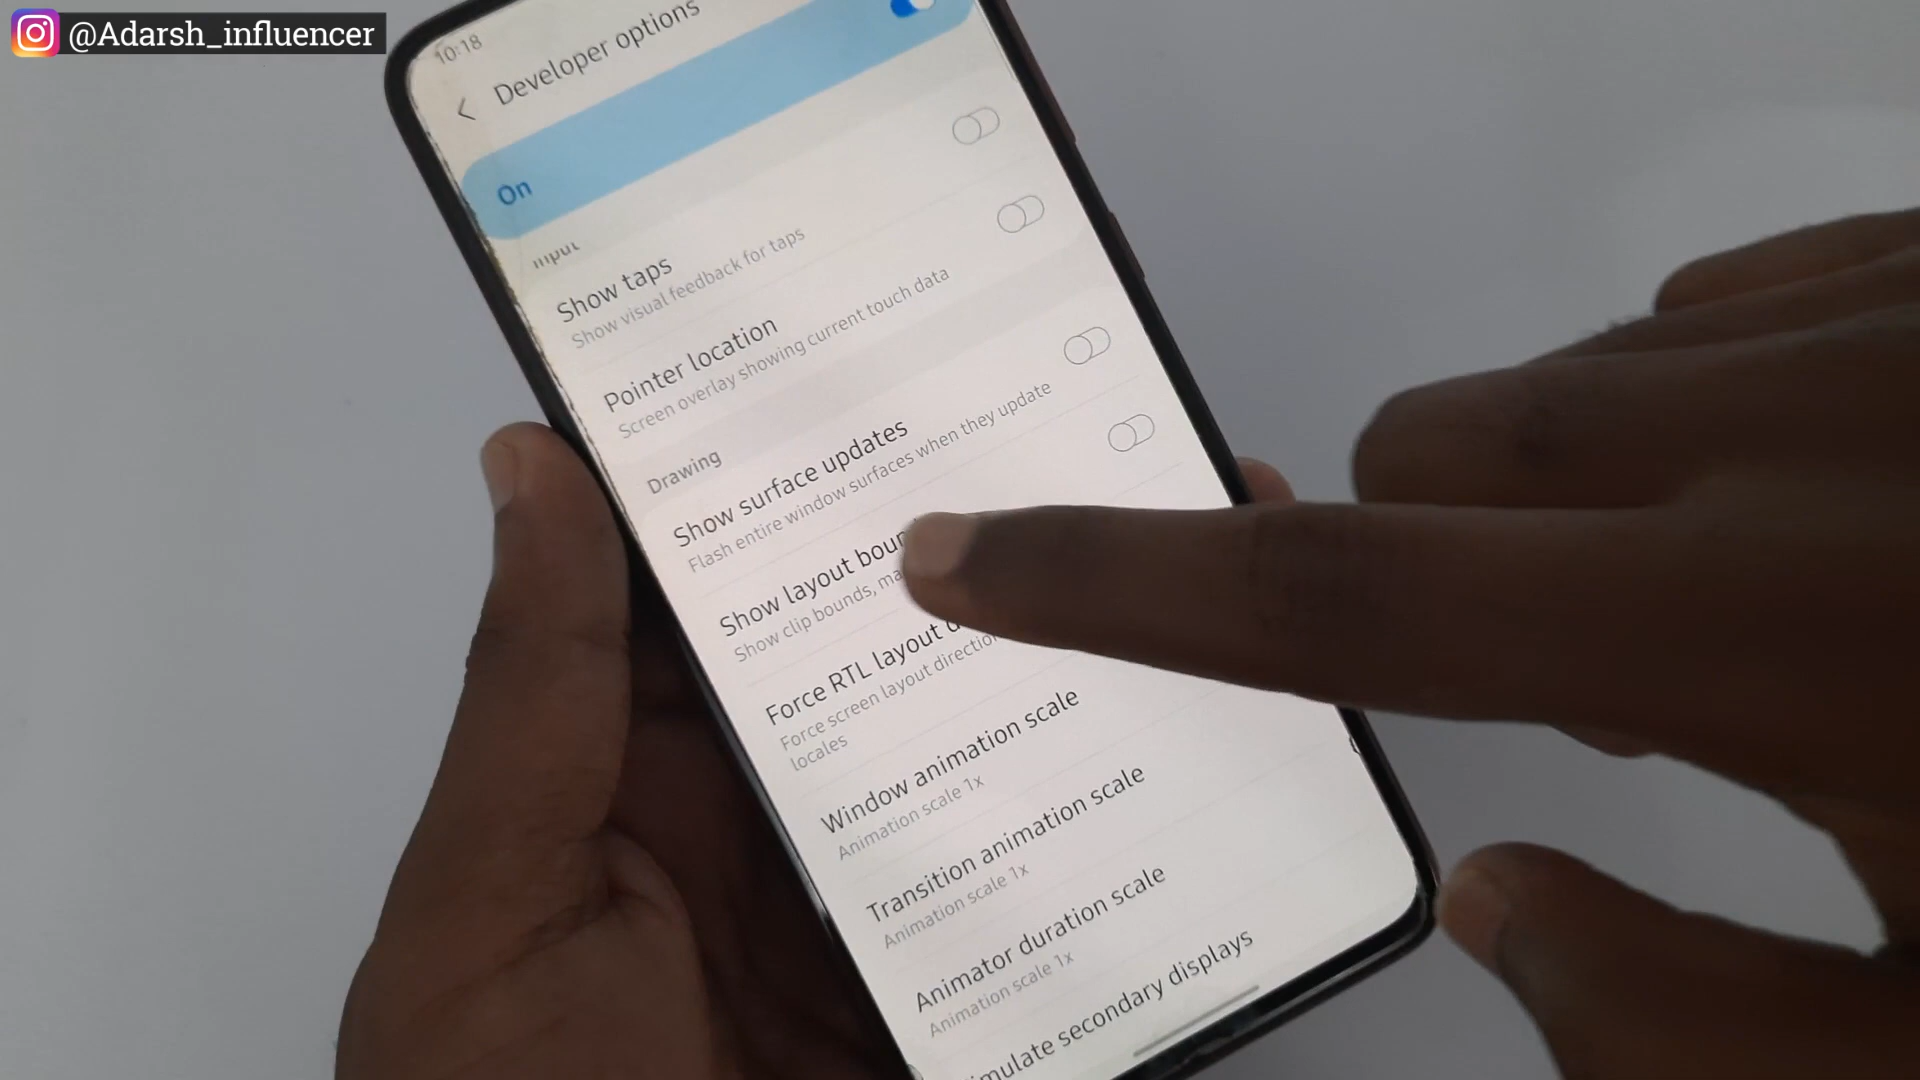 @Adarsh_influencer
10:18
Developer options
On
Input
Show taps
Show visual feedback for taps
Pointer location
Screen overlay showing current touch data
Drawing
Show surface updates
Flash entire window surfaces when they update
Show layout
Show clip bounds,
Force RTL layout
Force screen layout
locales
Window animation scale
Animation scale 1x
Transition animation scale
Animation scale 1x
Animator duration scale
Animation scale 1x
secondary displays